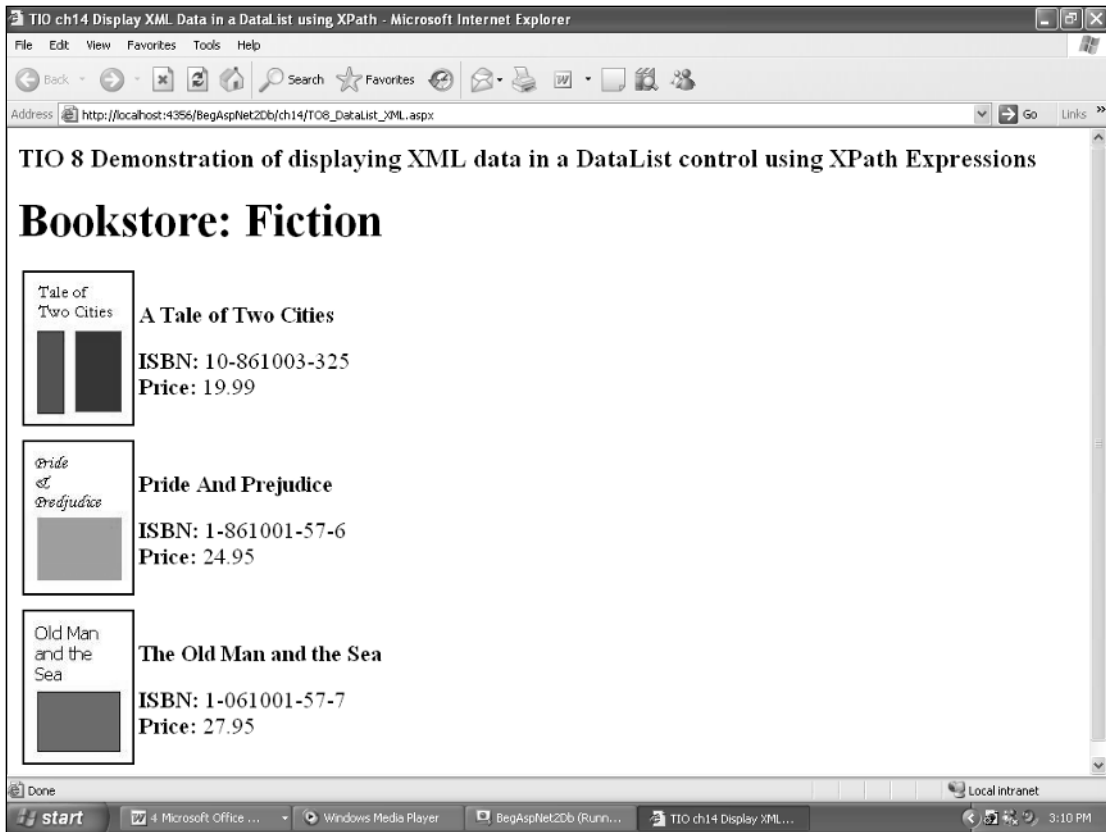 TIO ch14 Display XML Data in a DataList using XPath - Microsoft Internet Explorer
File Edit View Favorites Tools Help
Back Search Favorites
Address http://localhost:4356/BegAspNet2Db/ch14/TO8_DataList_XML.aspx Go Links »
TIO 8 Demonstration of displaying XML data in a DataList control using XPath Expressions
Bookstore: Fiction
Tale of
Two Cities
A Tale of Two Cities
ISBN: 10-861003-325
Price: 19.99
Pride
&
Predjudice
Pride And Prejudice
ISBN: 1-861001-57-6
Price: 24.95
Old Man
and the
Sea
The Old Man and the Sea
ISBN: 1-061001-57-7
Price: 27.95
Done Local intranet
start 4 Microsoft Office ... Windows Media Player BegAspNet2Db (Runn... TIO ch14 Display XML... 3:10 PM